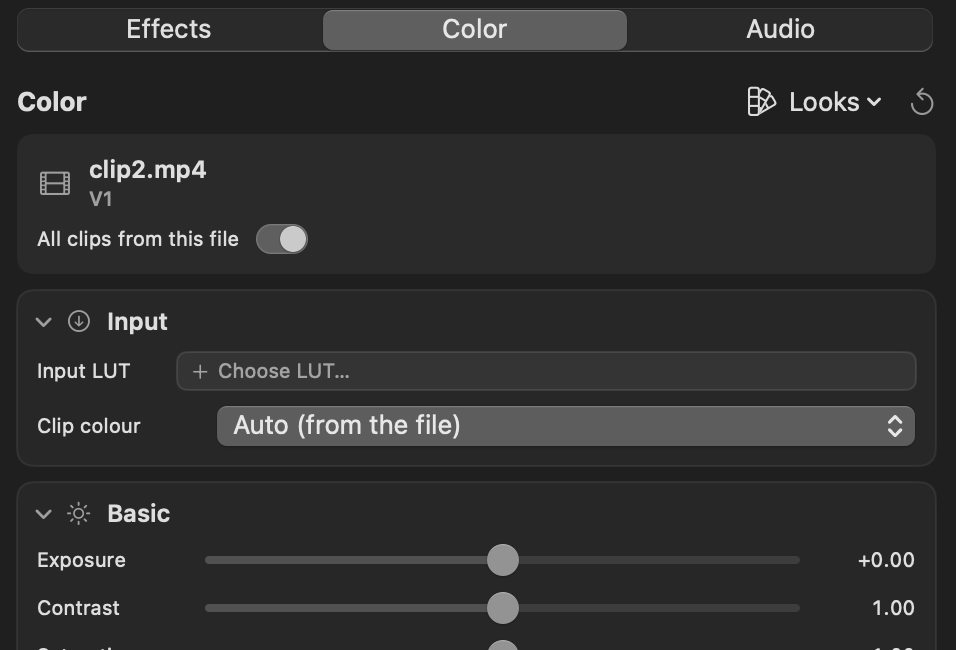 Effects Color Audio
Color Looks
clip2.mp4
V1
All clips from this file
Input
Input LUT + Choose LUT...
Clip colour Auto (from the file)
Basic
Exposure +0.00
Contrast 1.00